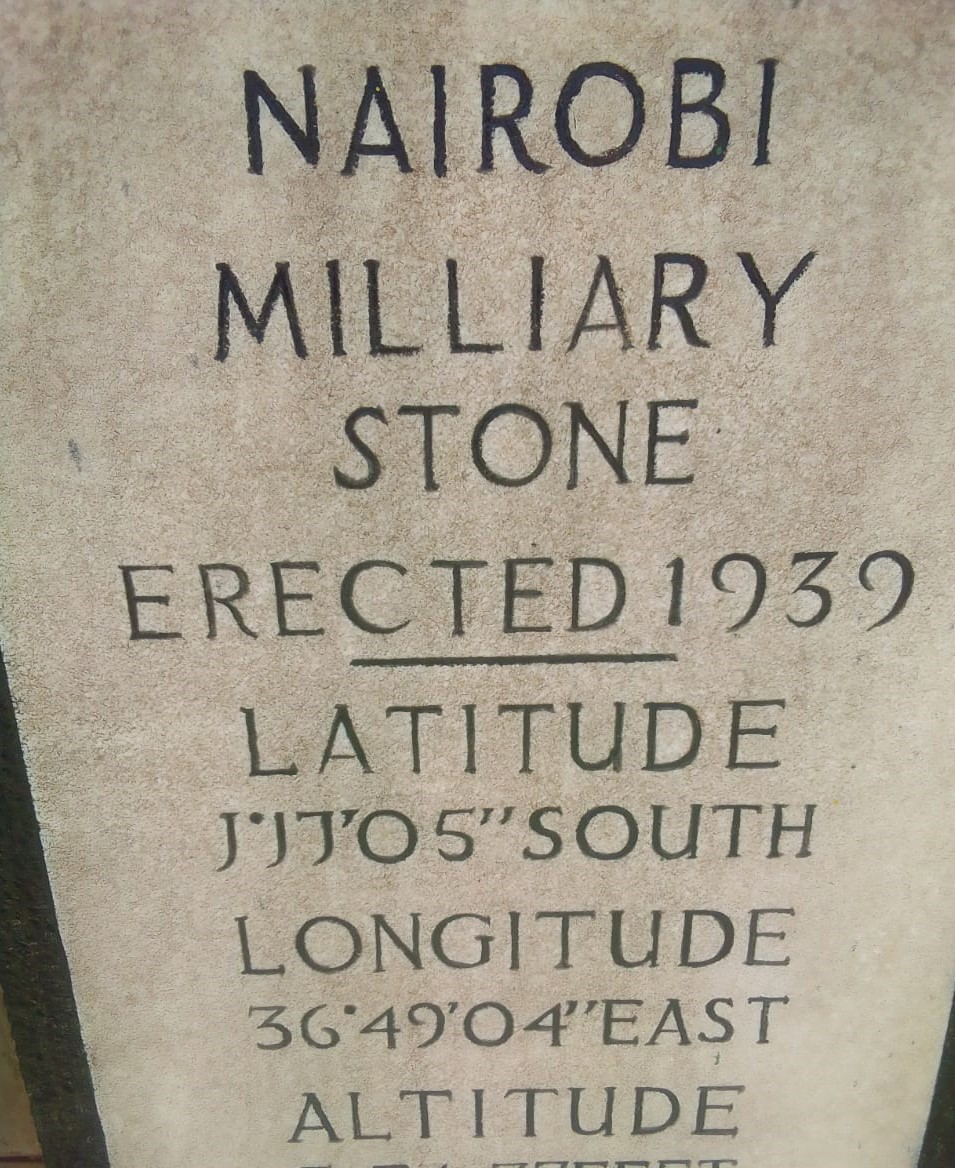 NAIROBI
MILLIARY
STONE
ERECTED 1939
LATITUDE
1°17'05"SOUTH
LONGITUDE
36°49'04"EAST
ALTITUDE